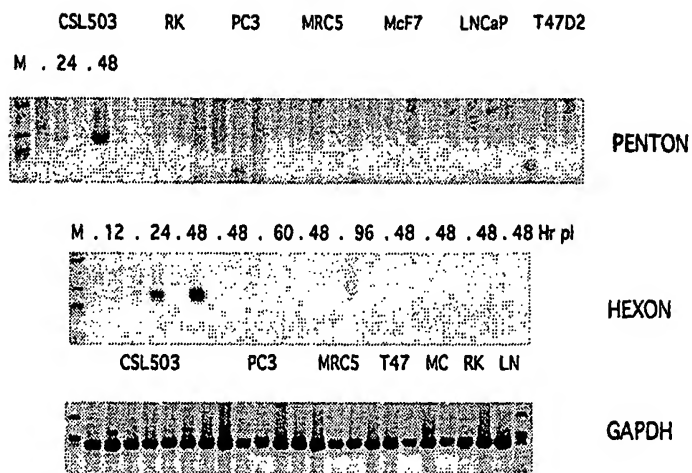 CSL503 RK PC3 MRC5 McF7 LNCaP T47D2
M . 24 . 48
PENTON
M . 12 . 24 . 48 . 48 . 60 . 48 . 96 . 48 . 48 . 48 . 48 Hr pi
HEXON
CSL503 PC3 MRC5 T47 MC RK LN
GAPDH